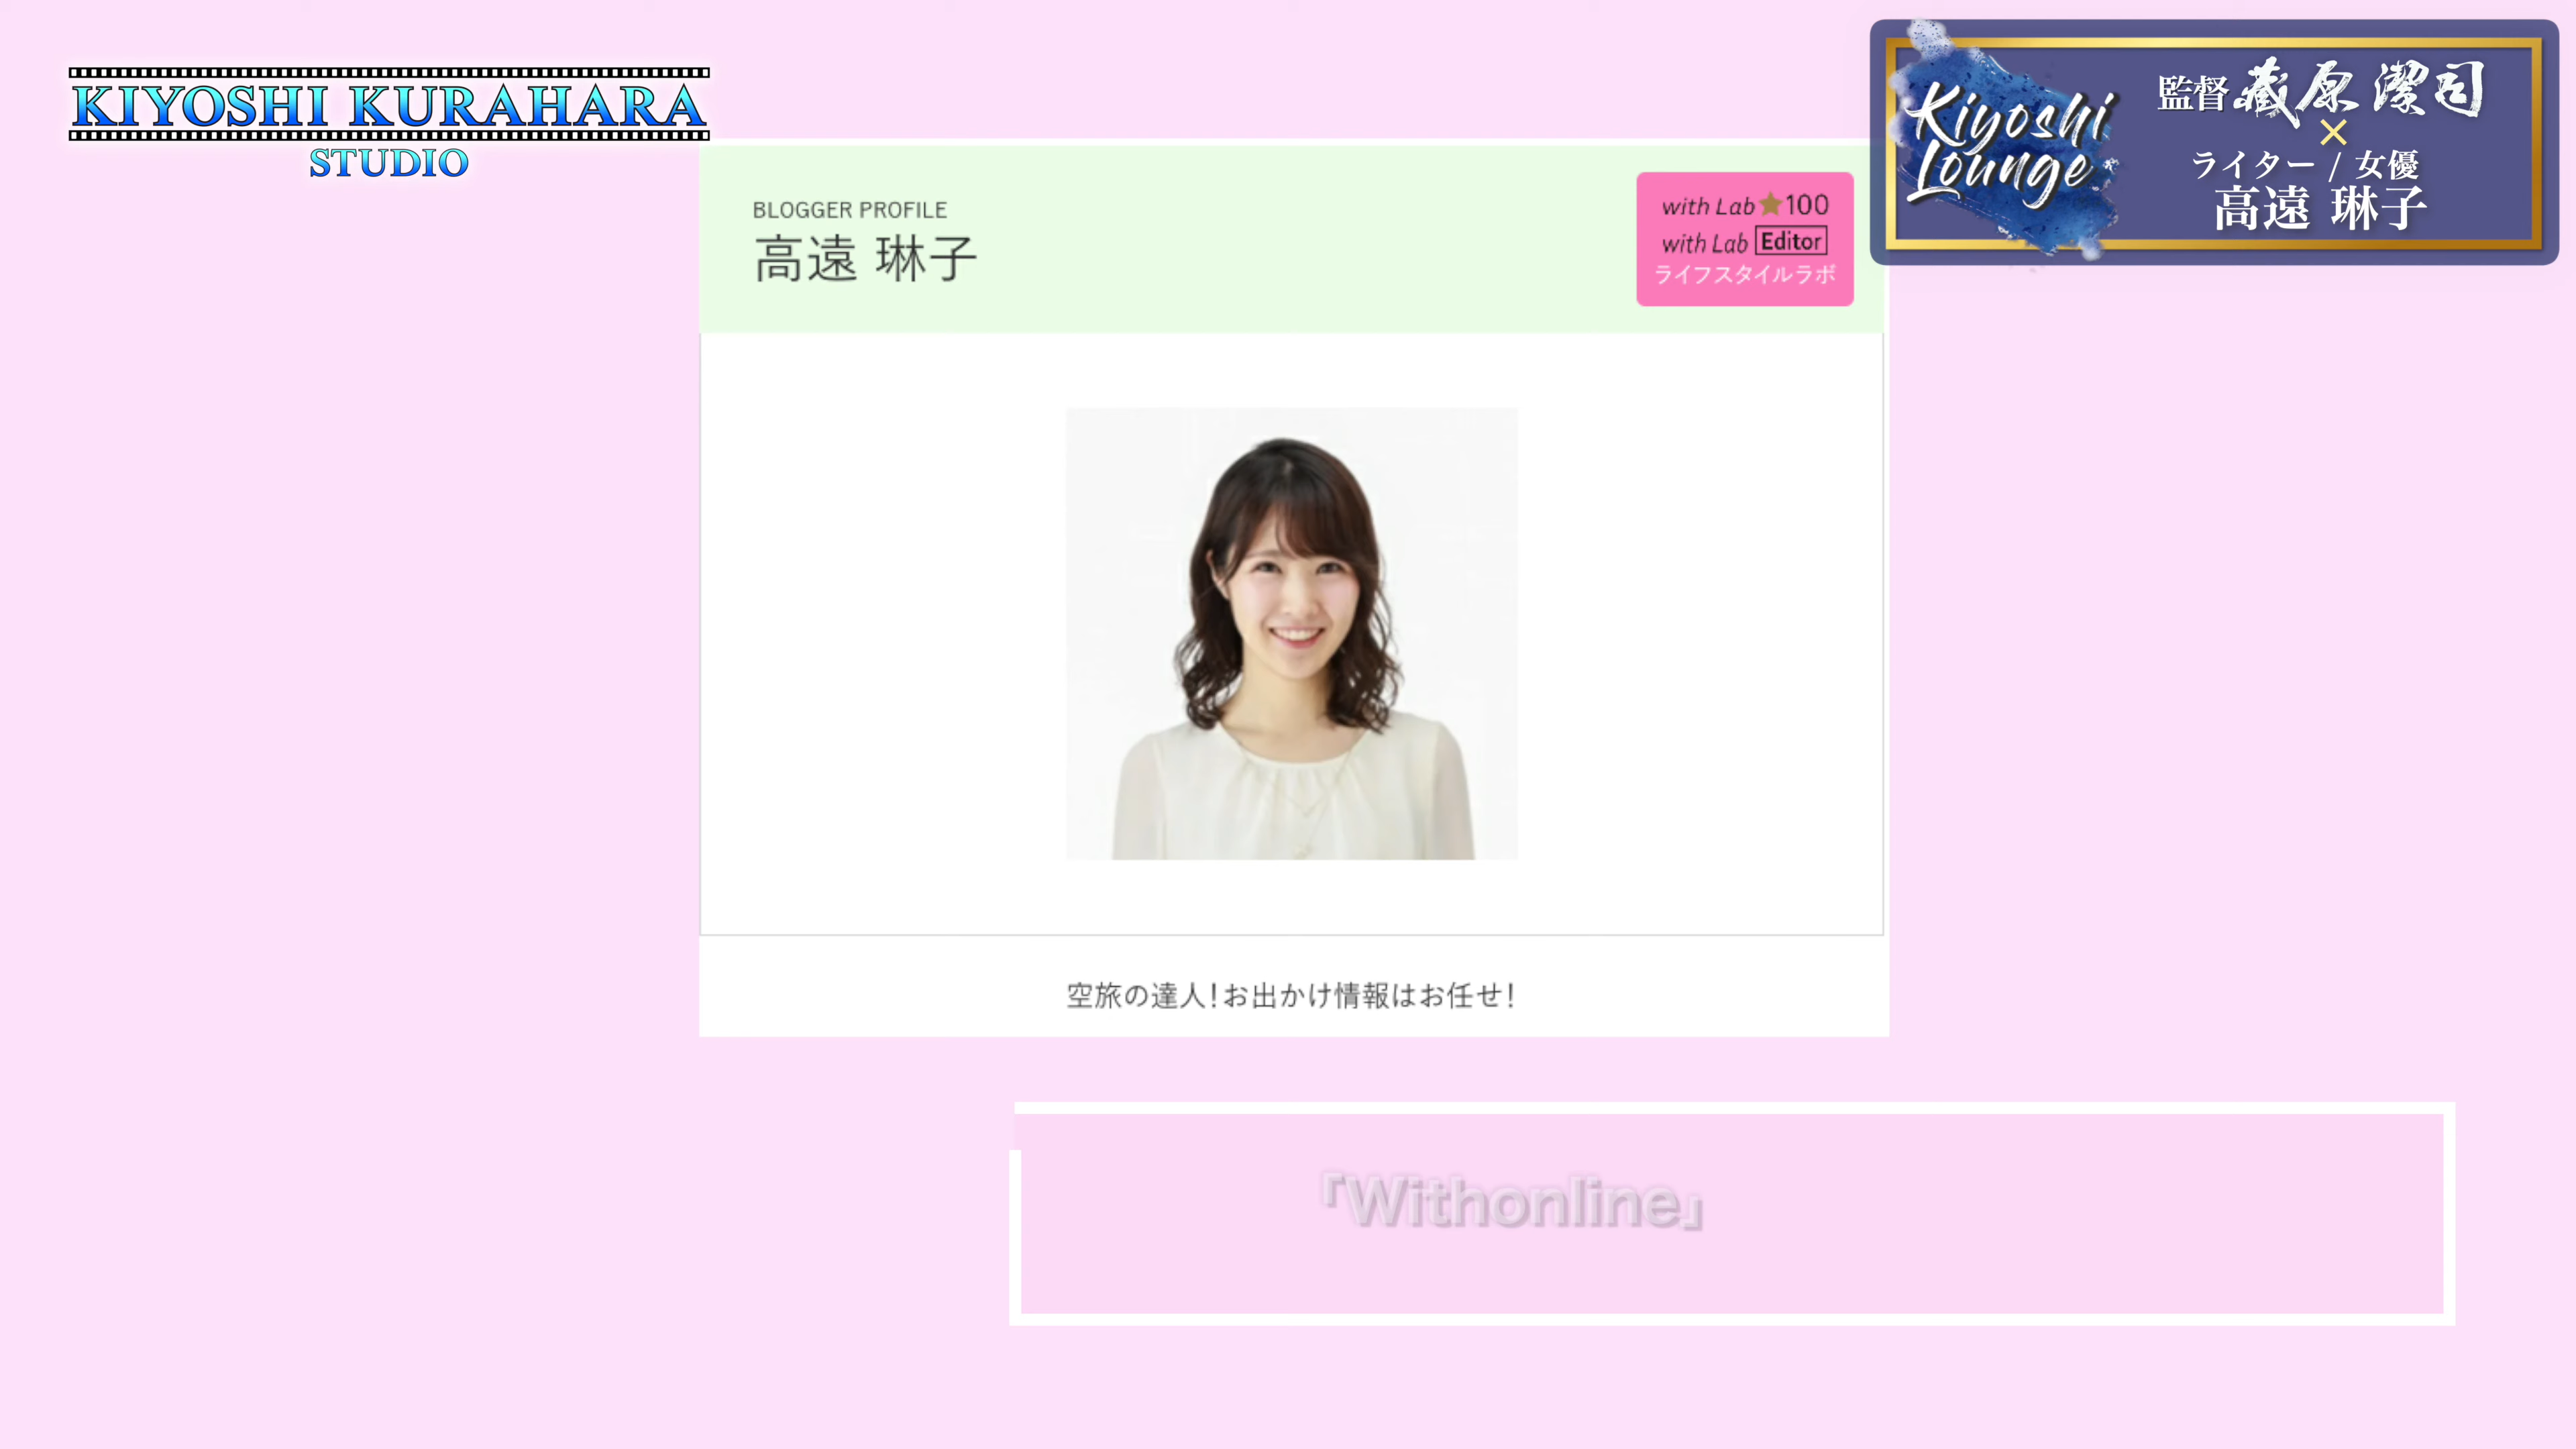 KIYOSHI KURAHARA
STUDIO
Kiyoshi
Lounge
監督 蔵原 潔司
×
ライター / 女優
高遠 琳子
BLOGGER PROFILE
高遠 琳子
with Lab★100
with Lab Editor
ライフスタイルラボ
空旅の達人！お出かけ情報はお任せ！
「Withonline」